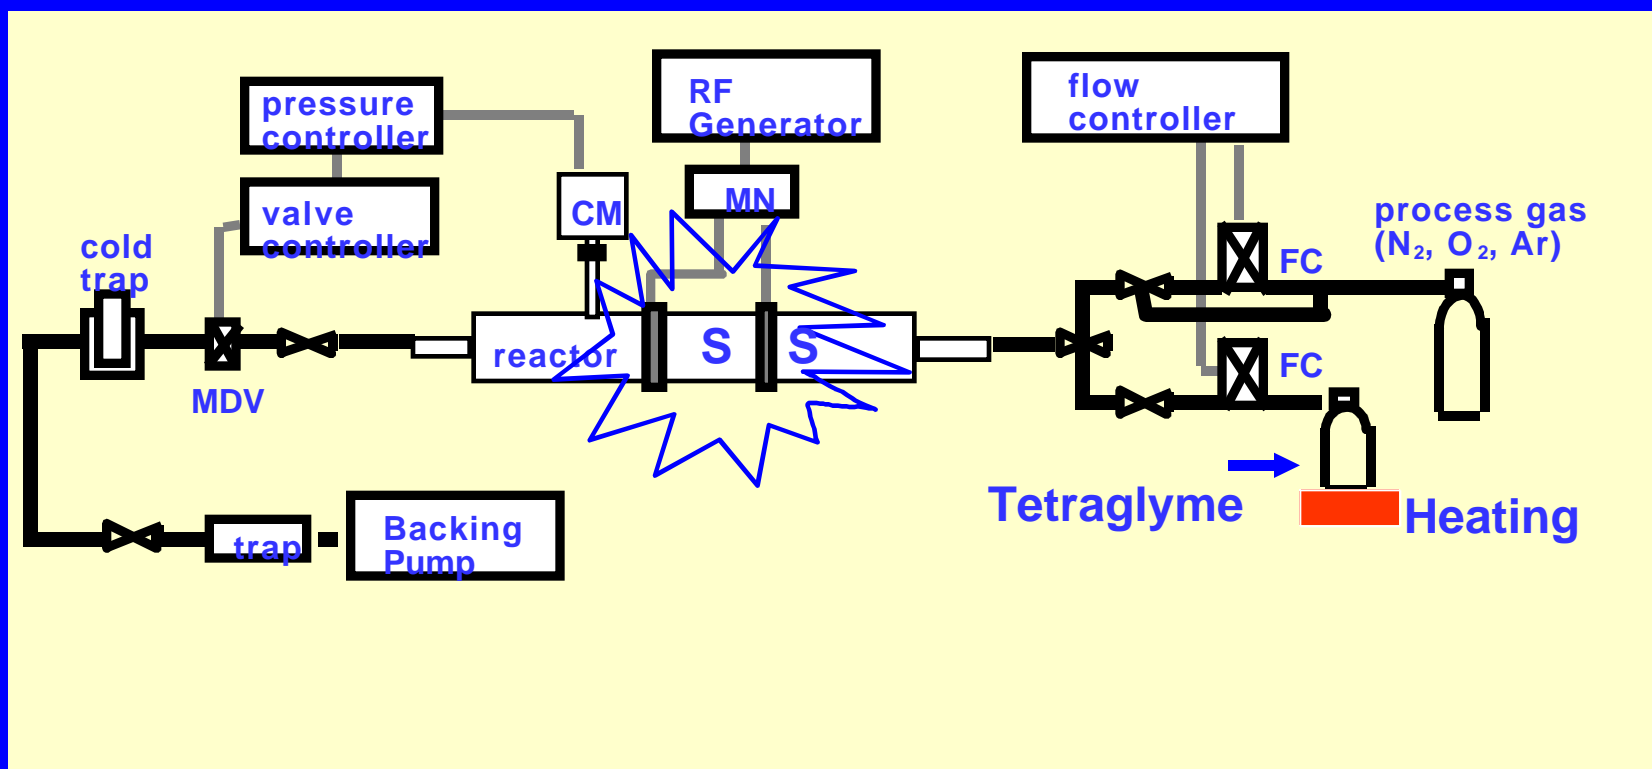 pressure
controller
RF
Generator
flow
controller
valve
controller
CM
MN
process gas
(N₂, O₂, Ar)
cold
trap
FC
reactor
S S
FC
MDV
Tetraglyme
Heating
Backing
Pump
trap